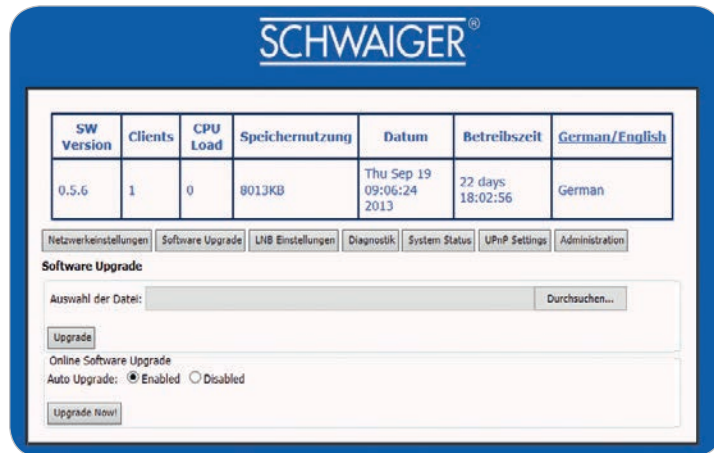 SCHWAIGER®
SW Version Clients CPU Load Speichernutzung Datum Betreibszeit German/English
0.5.6 1 0 8013KB Thu Sep 19 09:06:24 2013 22 days 18:02:56 German
Netzwerkeinstellungen Software Upgrade LNB Einstellungen Diagnostik System Status UPnP Settings Administration
Software Upgrade
Auswahl der Datei: Durchsuchen...
Upgrade
Online Software Upgrade
Auto Upgrade: Enabled Disabled
Upgrade Now!